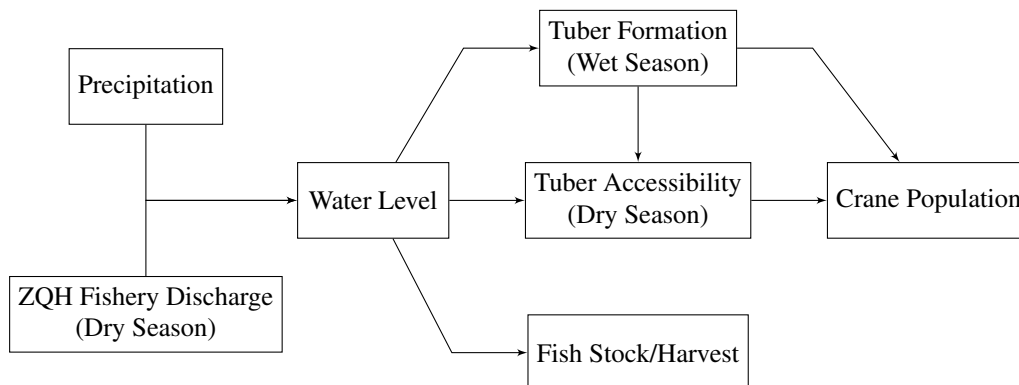 Precipitation
ZQH Fishery Discharge
(Dry Season)
Water Level
Tuber Formation
(Wet Season)
Tuber Accessibility
(Dry Season)
Fish Stock/Harvest
Crane Population